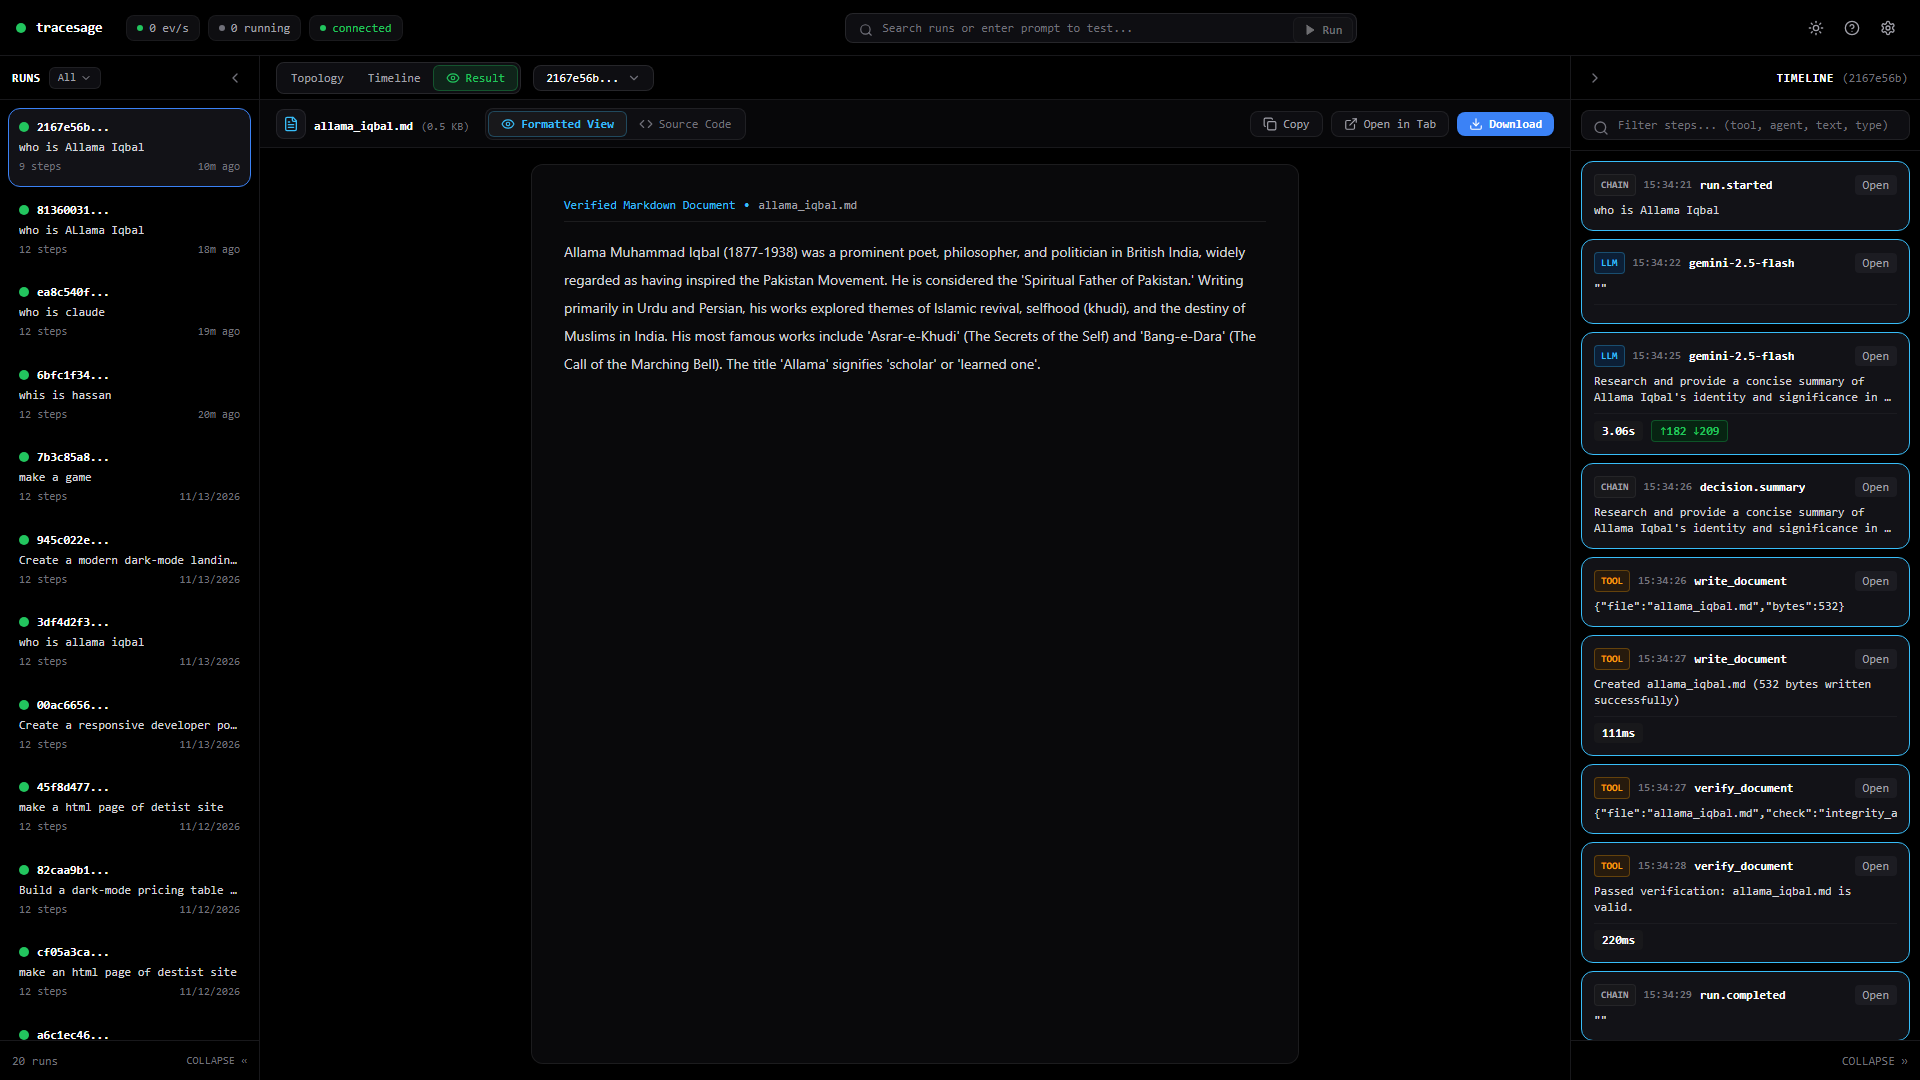 tracesage
0 ev/s
0 running
connected
Search runs or enter prompt to test...
Run
RUNS
All
2167e56b...
who is Allama Iqbal
9 steps 10m ago
81360031...
who is ALlama Iqbal
12 steps 18m ago
ea8c540f...
who is claude
12 steps 19m ago
6bfc1f34...
whis is hassan
12 steps 20m ago
7b3c85a8...
make a game
12 steps 11/13/2026
945c022e...
Create a modern dark-mode landin…
12 steps 11/13/2026
3df4d2f3...
who is allama iqbal
12 steps 11/13/2026
00ac6656...
Create a responsive developer po…
12 steps 11/13/2026
45f8d477...
make a html page of detist site
12 steps 11/12/2026
82caa9b1...
Build a dark-mode pricing table …
12 steps 11/12/2026
cf05a3ca...
make an html page of destist site
12 steps 11/12/2026
a6c1ec46...
20 runs COLLAPSE «
Topology Timeline Result 2167e56b...
allama_iqbal.md (0.5 KB) Formatted View <> Source Code Copy Open in Tab Download
Verified Markdown Document • allama_iqbal.md
Allama Muhammad Iqbal (1877-1938) was a prominent poet, philosopher, and politician in British India, widely
regarded as having inspired the Pakistan Movement. He is considered the 'Spiritual Father of Pakistan.' Writing
primarily in Urdu and Persian, his works explored themes of Islamic revival, selfhood (khudi), and the destiny of
Muslims in India. His most famous works include 'Asrar-e-Khudi' (The Secrets of the Self) and 'Bang-e-Dara' (The
Call of the Marching Bell). The title 'Allama' signifies 'scholar' or 'learned one'.
TIMELINE (2167e56b)
Filter steps... (tool, agent, text, type)
CHAIN 15:34:21 run.started Open
who is Allama Iqbal
LLM 15:34:22 gemini-2.5-flash Open
""
LLM 15:34:25 gemini-2.5-flash Open
Research and provide a concise summary of
Allama Iqbal's identity and significance in …
3.06s ↑182 ↓209
CHAIN 15:34:26 decision.summary Open
Research and provide a concise summary of
Allama Iqbal's identity and significance in …
TOOL 15:34:26 write_document Open
{"file":"allama_iqbal.md","bytes":532}
TOOL 15:34:27 write_document Open
Created allama_iqbal.md (532 bytes written
successfully)
111ms
TOOL 15:34:27 verify_document Open
{"file":"allama_iqbal.md","check":"integrity_a
TOOL 15:34:28 verify_document Open
Passed verification: allama_iqbal.md is
valid.
220ms
CHAIN 15:34:29 run.completed Open
""
COLLAPSE »